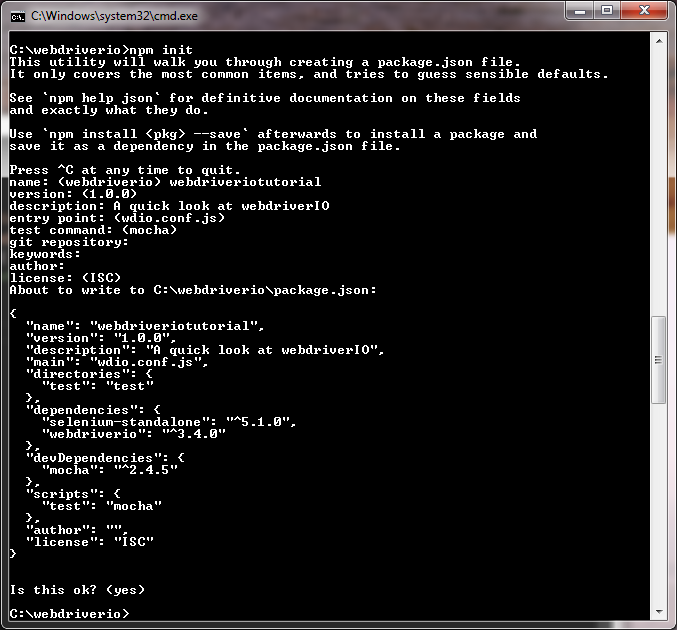 C:\Windows\system32\cmd.exe
C:\webdriverio>npm init
This utility will walk you through creating a package.json file.
It only covers the most common items, and tries to guess sensible defaults.
See `npm help json` for definitive documentation on these fields
and exactly what they do.
Use `npm install <pkg> --save` afterwards to install a package and
save it as a dependency in the package.json file.
Press ^C at any time to quit.
name: (webdriverio) webdriveriotutorial
version: (1.0.0)
description: A quick look at webdriverIO
entry point: (wdio.conf.js)
test command: (mocha)
git repository:
keywords:
author:
license: (ISC)
About to write to C:\webdriverio\package.json:
{
  "name": "webdriveriotutorial",
  "version": "1.0.0",
  "description": "A quick look at webdriverIO",
  "main": "wdio.conf.js",
  "directories": {
    "test": "test"
  },
  "dependencies": {
    "selenium-standalone": "^5.1.0",
    "webdriverio": "^3.4.0"
  },
  "devDependencies": {
    "mocha": "^2.4.5"
  },
  "scripts": {
    "test": "mocha"
  },
  "author": "",
  "license": "ISC"
}
Is this ok? (yes)
C:\webdriverio>